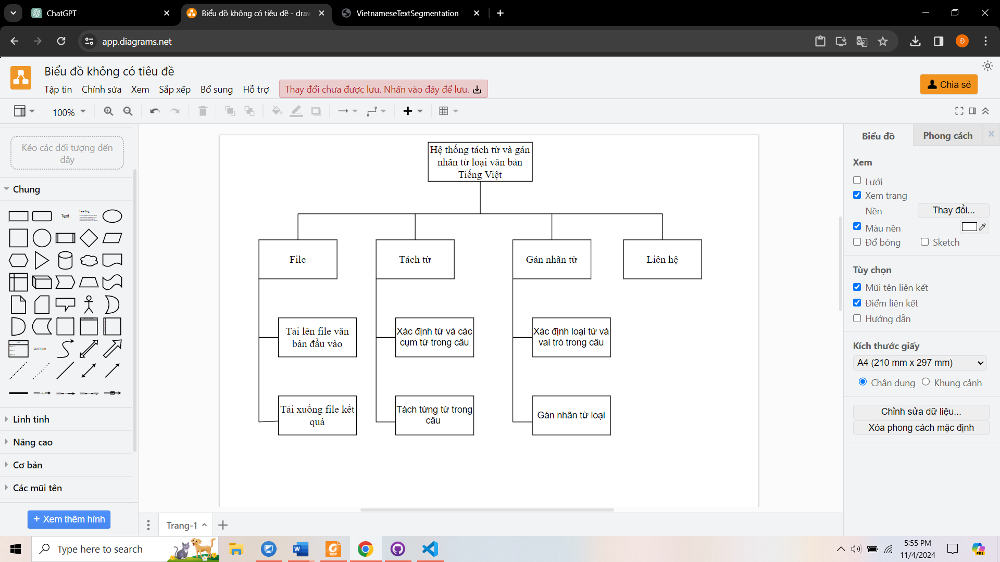 ChatGPT
Biểu đồ không có tiêu đề - draw
VietnameseTextSegmentation
app.diagrams.net
Đ
Biểu đồ không có tiêu đề
Tập tin Chỉnh sửa Xem Sắp xếp Bổ sung Hỗ trợ
Thay đổi chưa được lưu. Nhấn vào đây để lưu.
Chia sẻ
100%
Kéo các đối tượng đến
đây
Chung
Text
Heading
List
Item 1
Item 2
Item 3
List Item
Linh tinh
Nâng cao
Cơ bản
Các mũi tên
+ Xem thêm hình
Hệ thống tách từ và gán
nhãn từ loại văn bản
Tiếng Việt
File
Tách từ
Gán nhãn từ
Liên hệ
Tải lên file văn
bản đầu vào
Xác định từ và các
cụm từ trong câu
Xác định loại từ và
vai trò trong câu
Tải xuống file kết
quả
Tách từng từ trong
câu
Gán nhãn từ loại
Trang-1
Biểu đồ
Phong cách
Xem
Lưới
Xem trang
Nền
Thay đổi...
Màu nền
Đổ bóng
Sketch
Tùy chọn
Mũi tên liên kết
Điểm liên kết
Hướng dẫn
Kích thước giấy
A4 (210 mm x 297 mm)
Chân dung
Khung cảnh
Chỉnh sửa dữ liệu...
Xóa phong cách mặc định
Type here to search
PDF
5:55 PM
11/4/2024
PRE